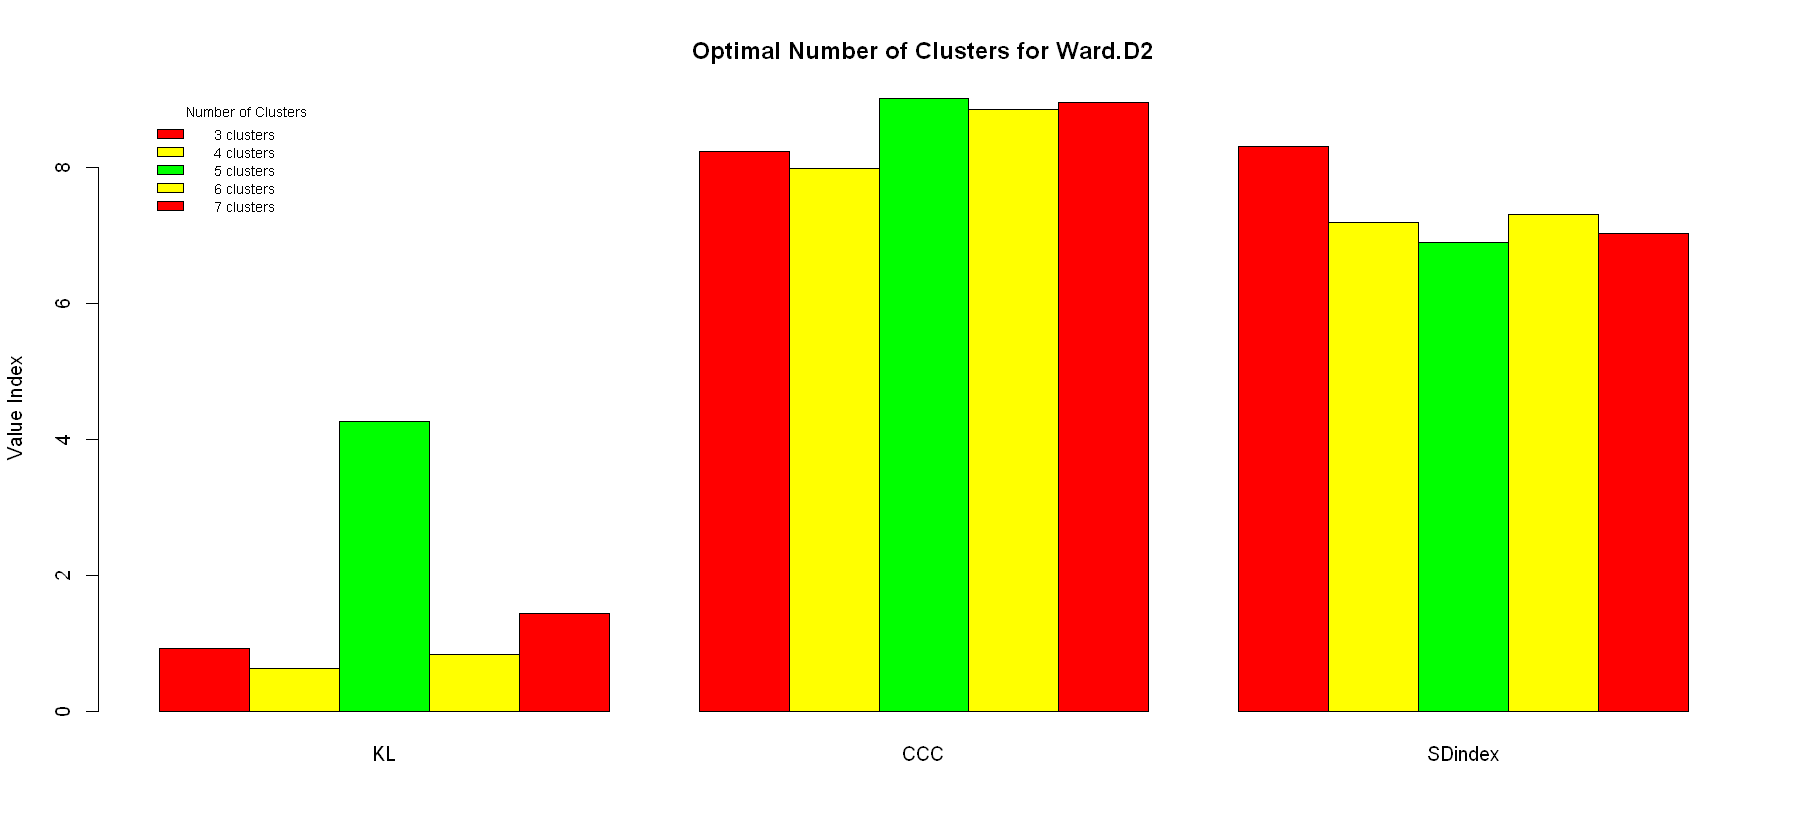 Optimal Number of Clusters for Ward.D2
Number of Clusters
3 clusters
4 clusters
5 clusters
6 clusters
7 clusters
Value Index
8
6
4
2
0
KL
CCC
SDindex